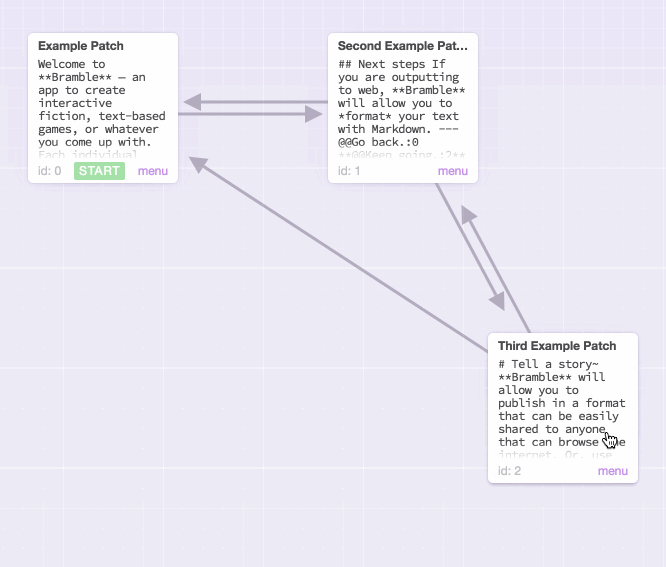 Example Patch
Welcome to
**Bramble** — an
app to create
interactive
fiction, text-based
games, or whatever
you come up with.
Each individual
id: 0 START menu
Second Example Pat...
## Next steps If
you are outputting
to web, **Bramble**
will allow you to
*format* your text
with Markdown. ---
@@Go back.:0
**@@Keep going.:2**
id: 1 menu
Third Example Patch
# Tell a story~
**Bramble** will
allow you to
publish in a format
that can be easily
shared to anyone
that can browse the
internet. Or, use
id: 2 menu